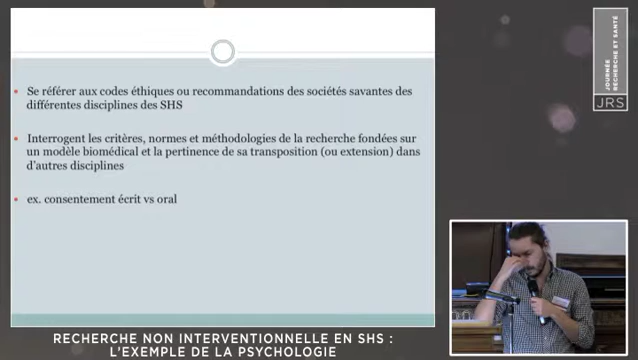 • Se référer aux codes éthiques ou recommandations des sociétés savantes des
différentes disciplines des SHS
• Interrogent les critères, normes et méthodologies de la recherche fondées sur
un modèle biomédical et la pertinence de sa transposition (ou extension) dans
d'autres disciplines
• ex. consentement écrit vs oral
JOURNÉE
RECHERCHE ET SANTÉ
JRS
RECHERCHE NON INTERVENTIONNELLE EN SHS :
L'EXEMPLE DE LA PSYCHOLOGIE